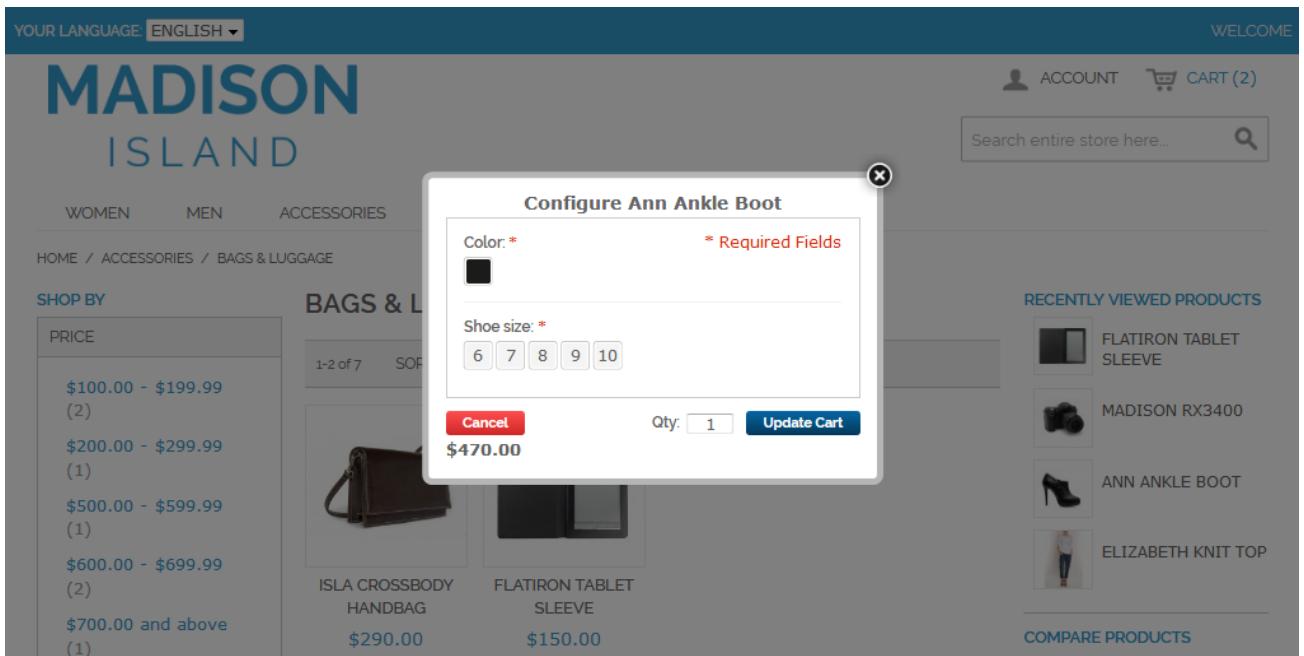 YOUR LANGUAGE: ENGLISH
WELCOME
MADISON
ISLAND
ACCOUNT
CART (2)
Search entire store here...
WOMEN
MEN
ACCESSORIES
HOME / ACCESSORIES / BAGS & LUGGAGE
SHOP BY
PRICE
$100.00 - $199.99
(2)
$200.00 - $299.99
(1)
$500.00 - $599.99
(1)
$600.00 - $699.99
(2)
$700.00 and above
(1)
BAGS & L
1-2 of 7
SOR
ISLA CROSSBODY
HANDBAG
$290.00
FLATIRON TABLET
SLEEVE
$150.00
Configure Ann Ankle Boot
Color: *
* Required Fields
Shoe size: *
6 7 8 9 10
Cancel
Qty: 1
Update Cart
$470.00
RECENTLY VIEWED PRODUCTS
FLATIRON TABLET
SLEEVE
MADISON RX3400
ANN ANKLE BOOT
ELIZABETH KNIT TOP
COMPARE PRODUCTS